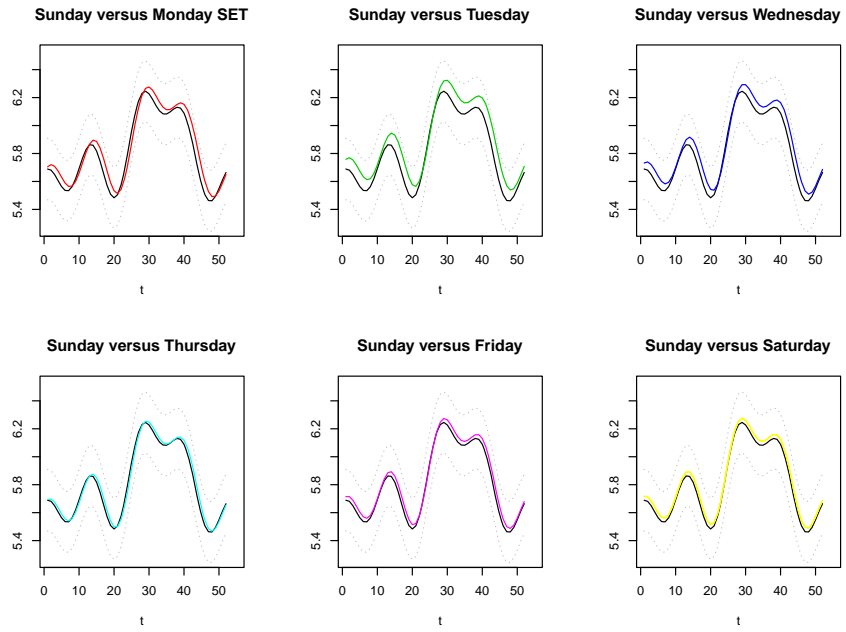 Sunday versus Monday SET
Sunday versus Tuesday
Sunday versus Wednesday
6.2
5.8
5.4
0 10 20 30 40 50
t
6.2
5.8
5.4
0 10 20 30 40 50
t
6.2
5.8
5.4
0 10 20 30 40 50
t
Sunday versus Thursday
Sunday versus Friday
Sunday versus Saturday
6.2
5.8
5.4
0 10 20 30 40 50
t
6.2
5.8
5.4
0 10 20 30 40 50
t
6.2
5.8
5.4
0 10 20 30 40 50
t